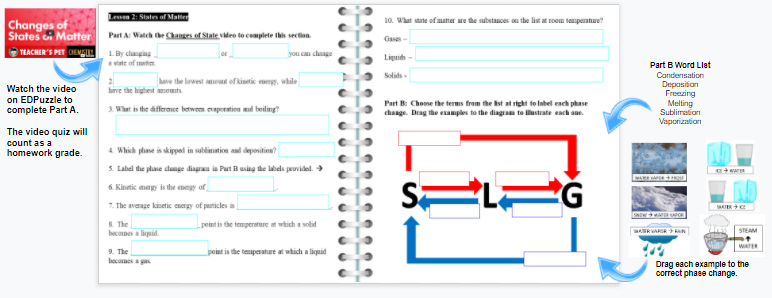 Changes of
States of Matter
TEACHER'S PET
CHEMISTRY
Watch the video
on EDPuzzle to
complete Part A.
The video quiz will
count as a
homework grade.
Lesson 2: States of Matter
Part A: Watch the Changes of State video to complete this section.
1. By changing or you can change
a state of matter.
2. have the lowest amount of kinetic energy, while
have the highest amounts.
3. What is the difference between evaporation and boiling?
4. Which phase is skipped in sublimation and deposition?
5. Label the phase change diagram in Part B using the labels provided. →
6. Kinetic energy is the energy of
7. The average kinetic energy of particles is
8. The point is the temperature at which a solid
becomes a liquid.
9. The point is the temperature at which a liquid
becomes a gas.
10. What state of matter are the substances on the list at room temperature?
Gases –
Liquids –
Solids -
Part B: Choose the terms from the list at right to label each phase
change. Drag the examples to the diagram to illustrate each one.
S L G
Part B Word List
Condensation
Deposition
Freezing
Melting
Sublimation
Vaporization
WATER VAPOR → FROST
ICE → WATER
SNOW → WATER VAPOR
WATER → ICE
WATER VAPOR → RAIN
STEAM
WATER
Drag each example to the
correct phase change.